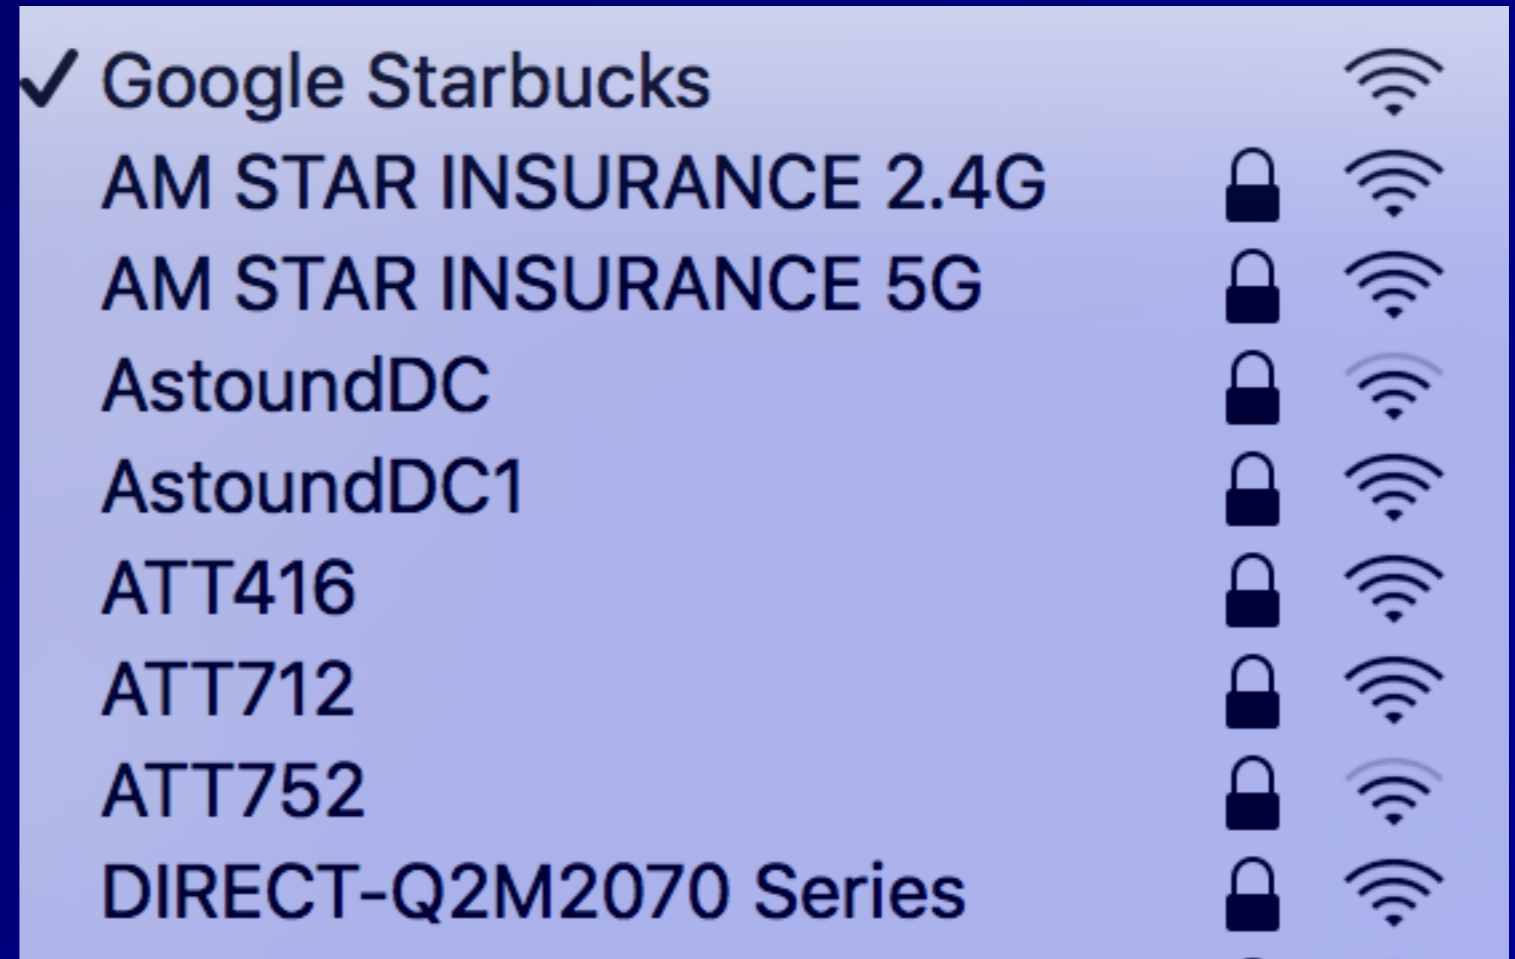 Google Starbucks
AM STAR INSURANCE 2.4G
AM STAR INSURANCE 5G
AstoundDC
AstoundDC1
ATT416
ATT712
ATT752
DIRECT-Q2M2070 Series